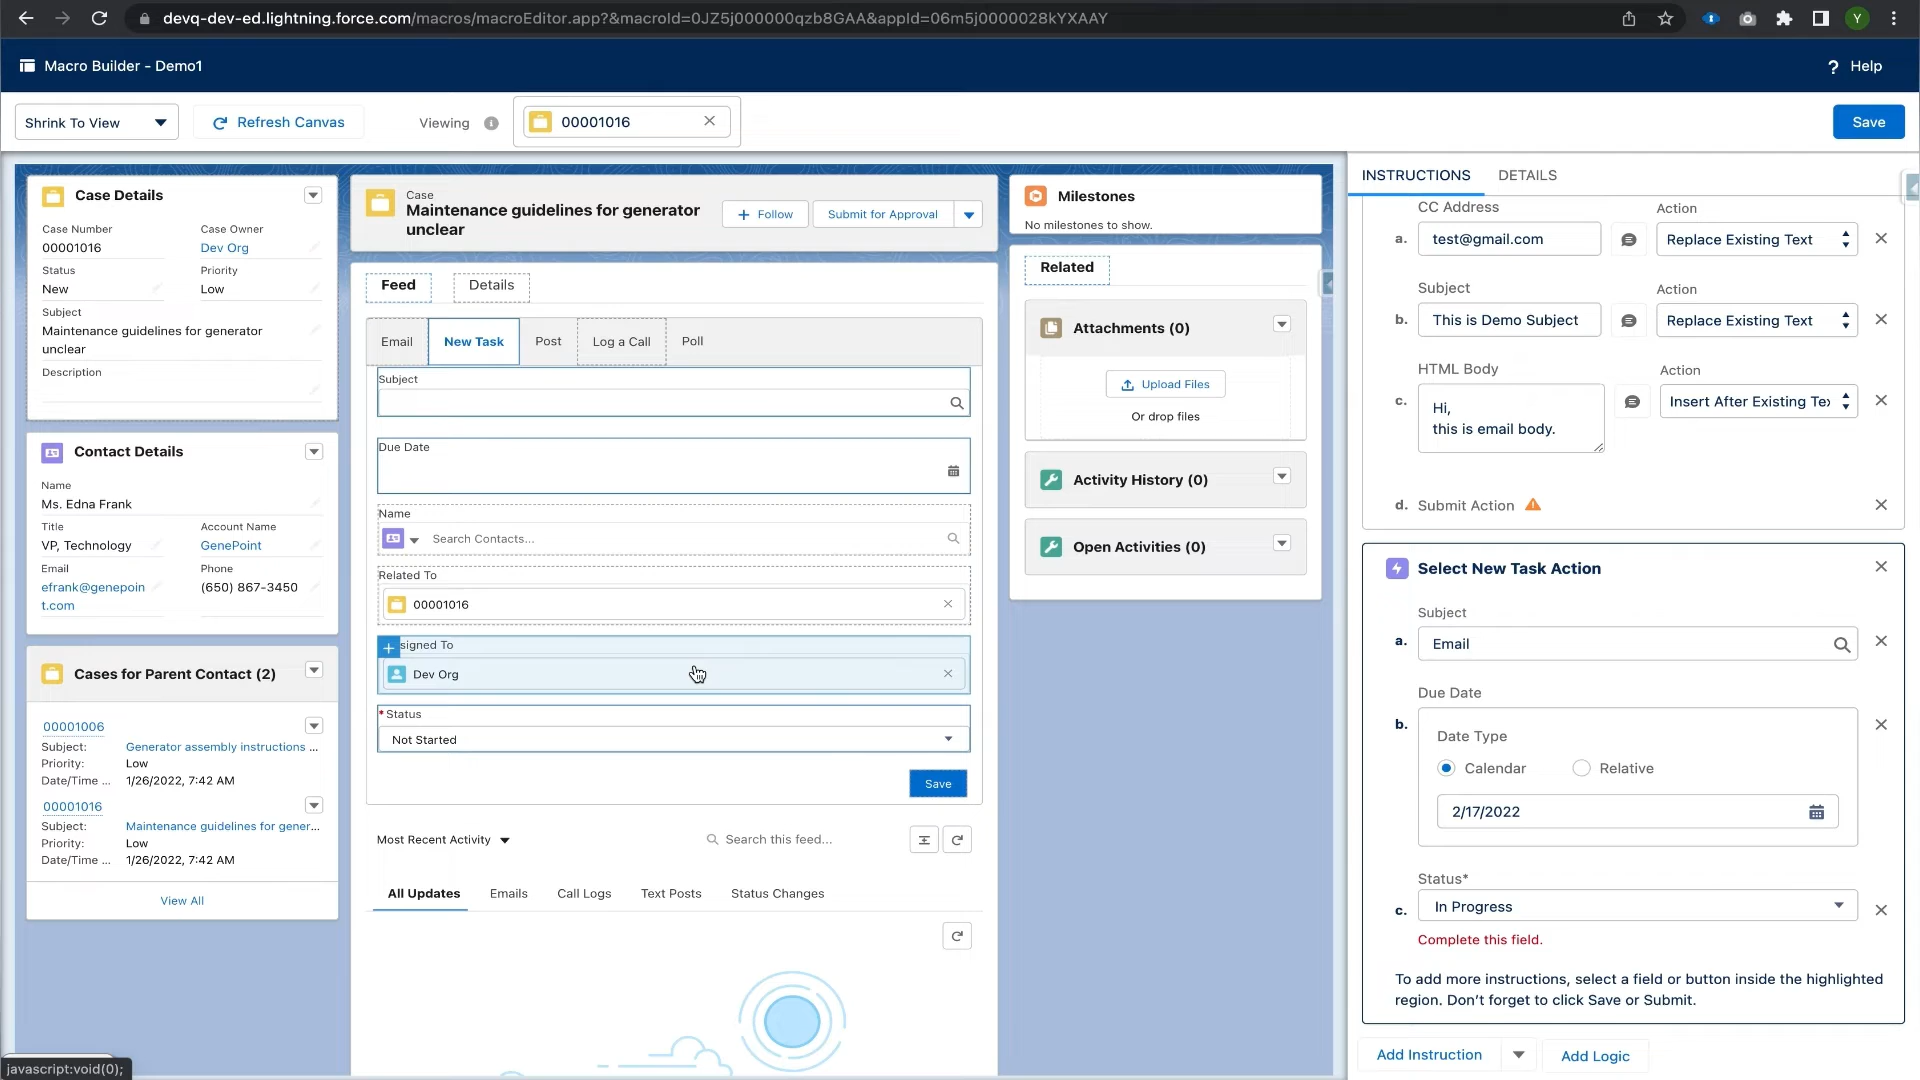 devq-dev-ed.lightning.force.com/macros/macroEditor.app?&macroId=0JZ5j000000qzb8GAA&appId=06m5j0000028kYXAAY
Y
Macro Builder - Demo1
? Help
Shrink To View
Refresh Canvas
Viewing
00001016
Save
Case Details
Case Number
00001016
Case Owner
Dev Org
Status
New
Priority
Low
Subject
Maintenance guidelines for generator
unclear
Description
Contact Details
Name
Ms. Edna Frank
Title
VP, Technology
Account Name
GenePoint
Email
efrank@genepoin
t.com
Phone
(650) 867-3450
Cases for Parent Contact (2)
00001006
Subject: Generator assembly instructions ...
Priority: Low
Date/Time ... 1/26/2022, 7:42 AM
00001016
Subject: Maintenance guidelines for gener...
Priority: Low
Date/Time ... 1/26/2022, 7:42 AM
View All
javascript:void(0);
Case
Maintenance guidelines for generator
unclear
+ Follow
Submit for Approval
Feed
Details
Email
New Task
Post
Log a Call
Poll
Subject
Due Date
Name
Search Contacts...
Related To
00001016
signed To
Dev Org
* Status
Not Started
Save
Most Recent Activity
Search this feed...
All Updates
Emails
Call Logs
Text Posts
Status Changes
Milestones
No milestones to show.
Related
Attachments (0)
Upload Files
Or drop files
Activity History (0)
Open Activities (0)
INSTRUCTIONS
DETAILS
CC Address
Action
a. test@gmail.com
Replace Existing Text
Subject
Action
b. This is Demo Subject
Replace Existing Text
HTML Body
Action
c. Hi,
this is email body.
Insert After Existing Te
d. Submit Action
Select New Task Action
Subject
a. Email
Due Date
b.
Date Type
Calendar
Relative
2/17/2022
Status*
c. In Progress
Complete this field.
To add more instructions, select a field or button inside the highlighted
region. Don't forget to click Save or Submit.
Add Instruction
Add Logic